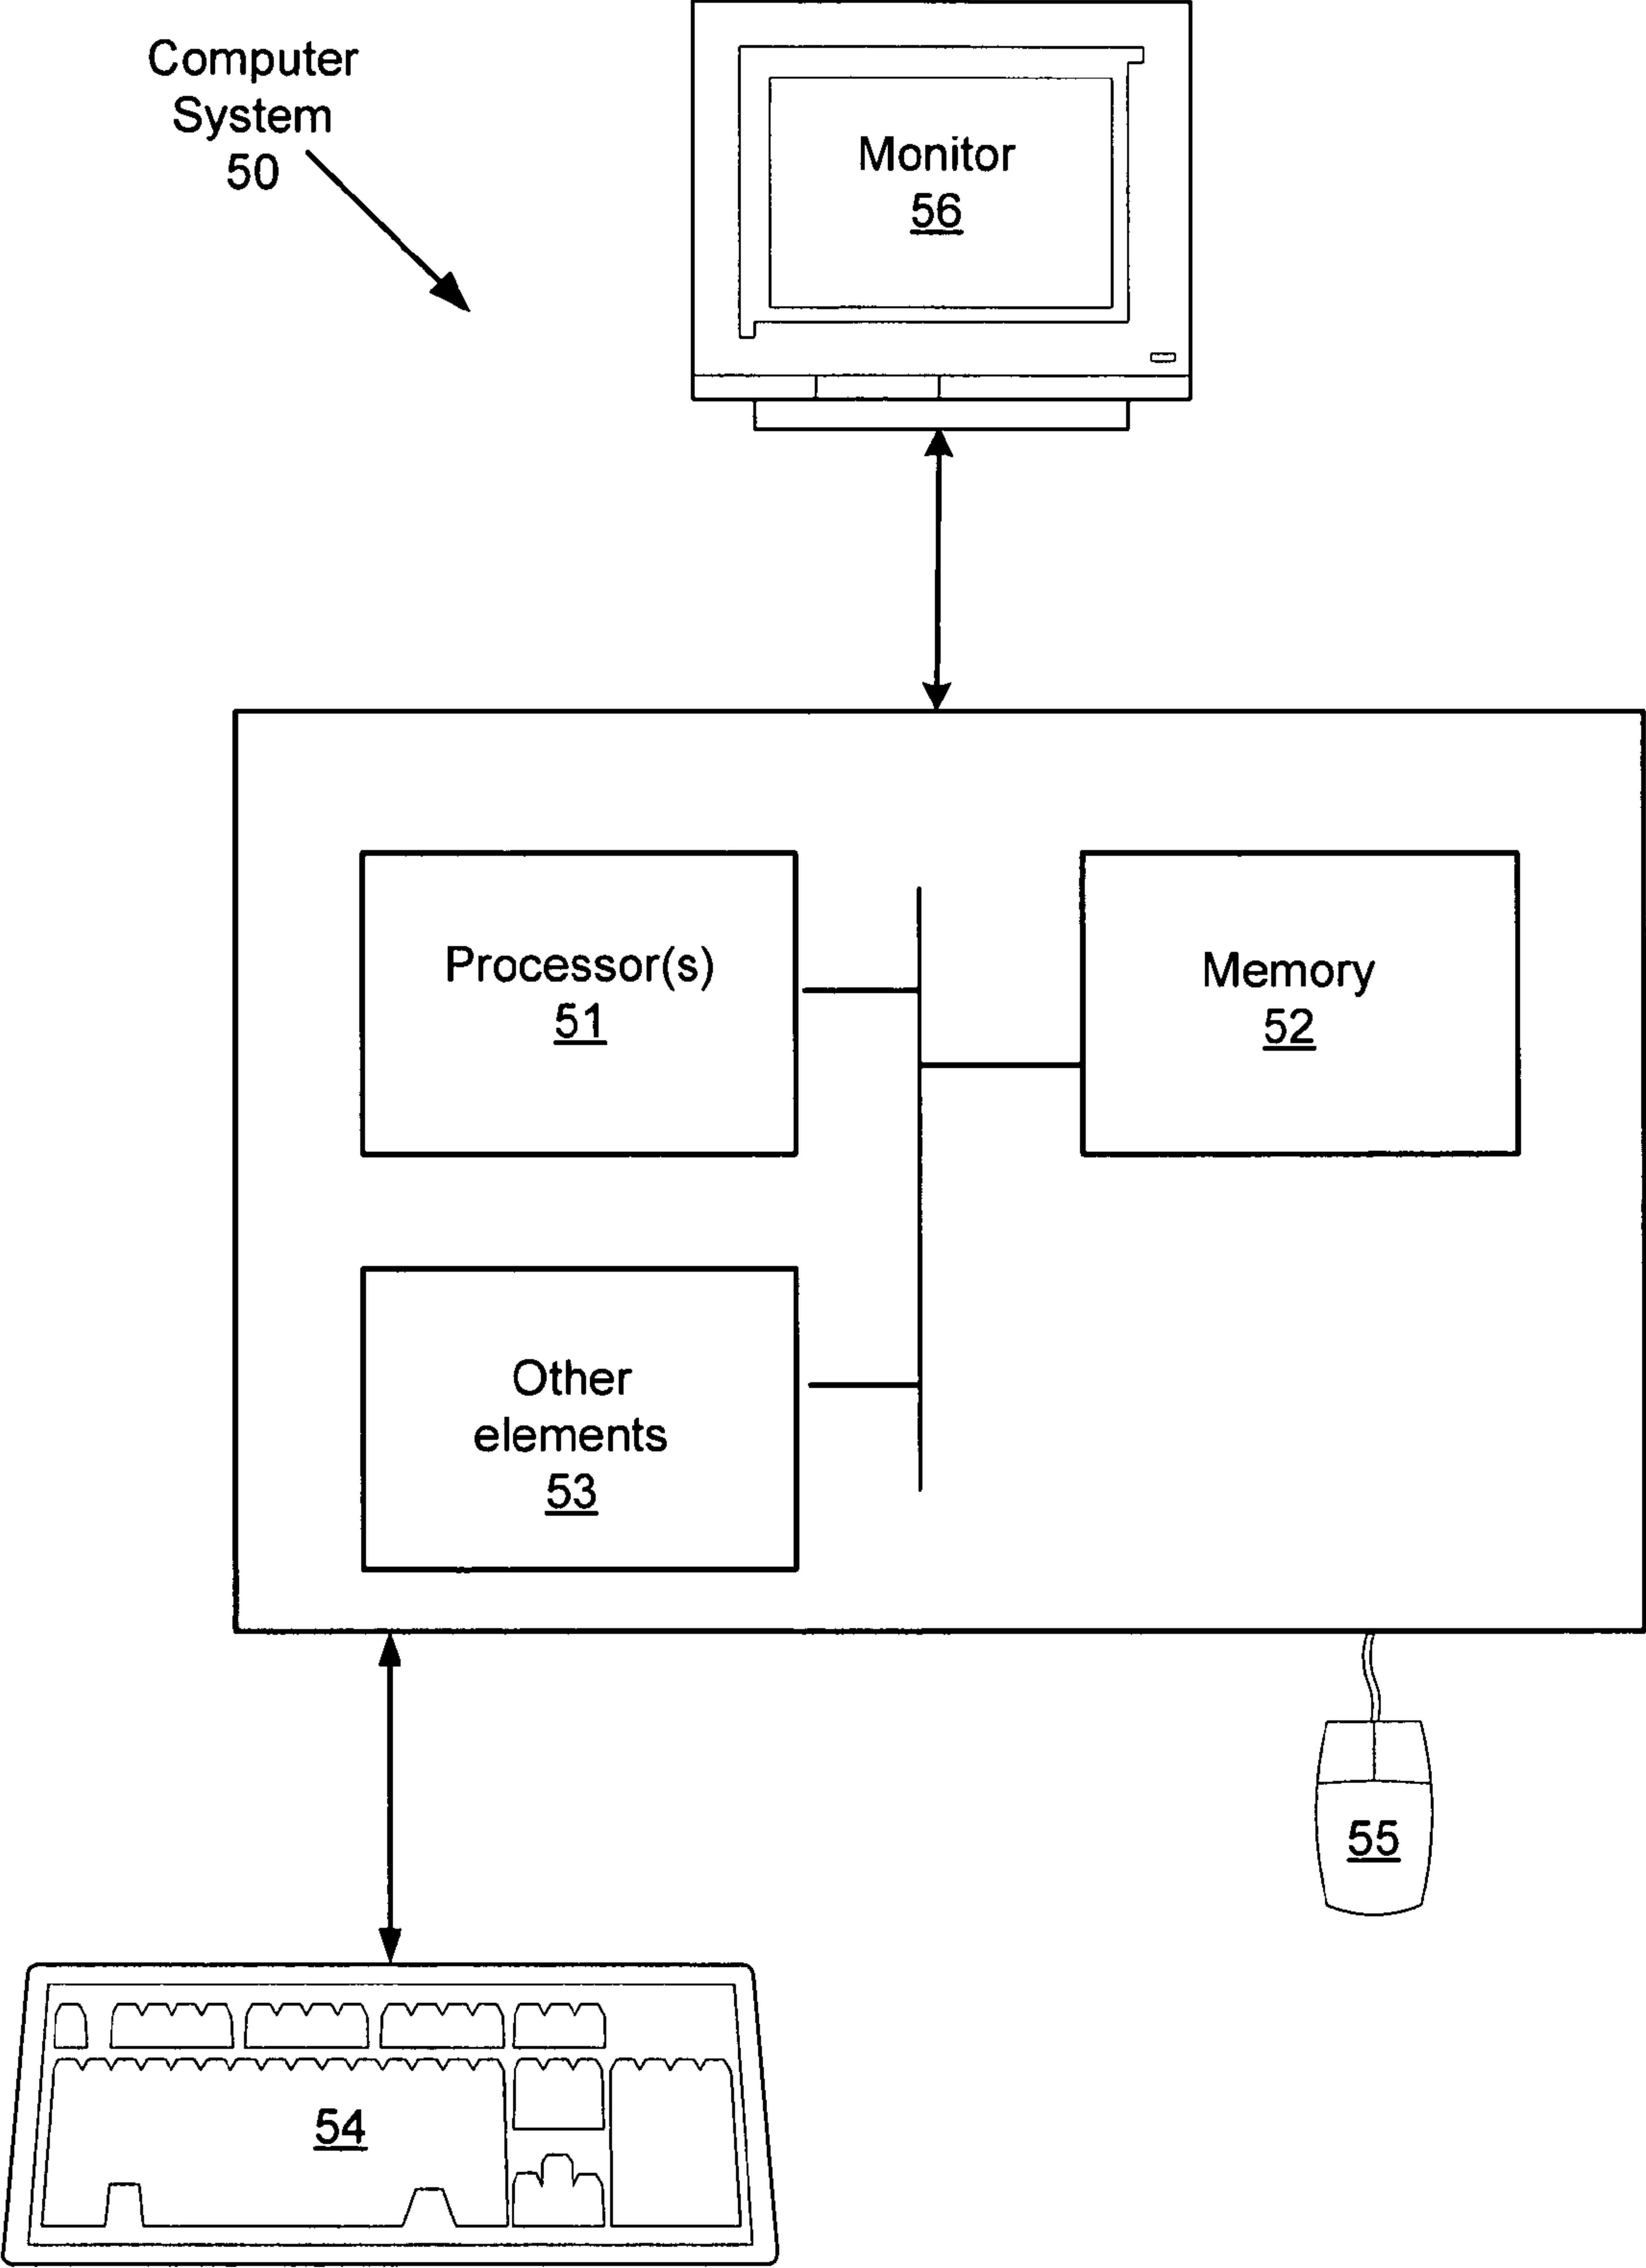 Computer
System
50
Monitor
56
Processor(s)
51
Memory
52
Other
elements
53
55
54